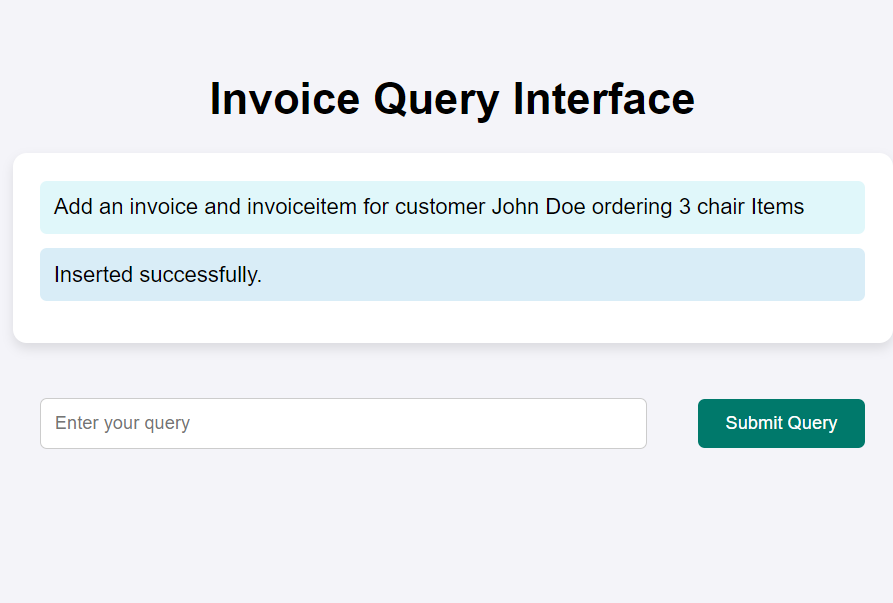 Invoice Query Interface
Add an invoice and invoiceitem for customer John Doe ordering 3 chair Items
Inserted successfully.
Enter your query
Submit Query